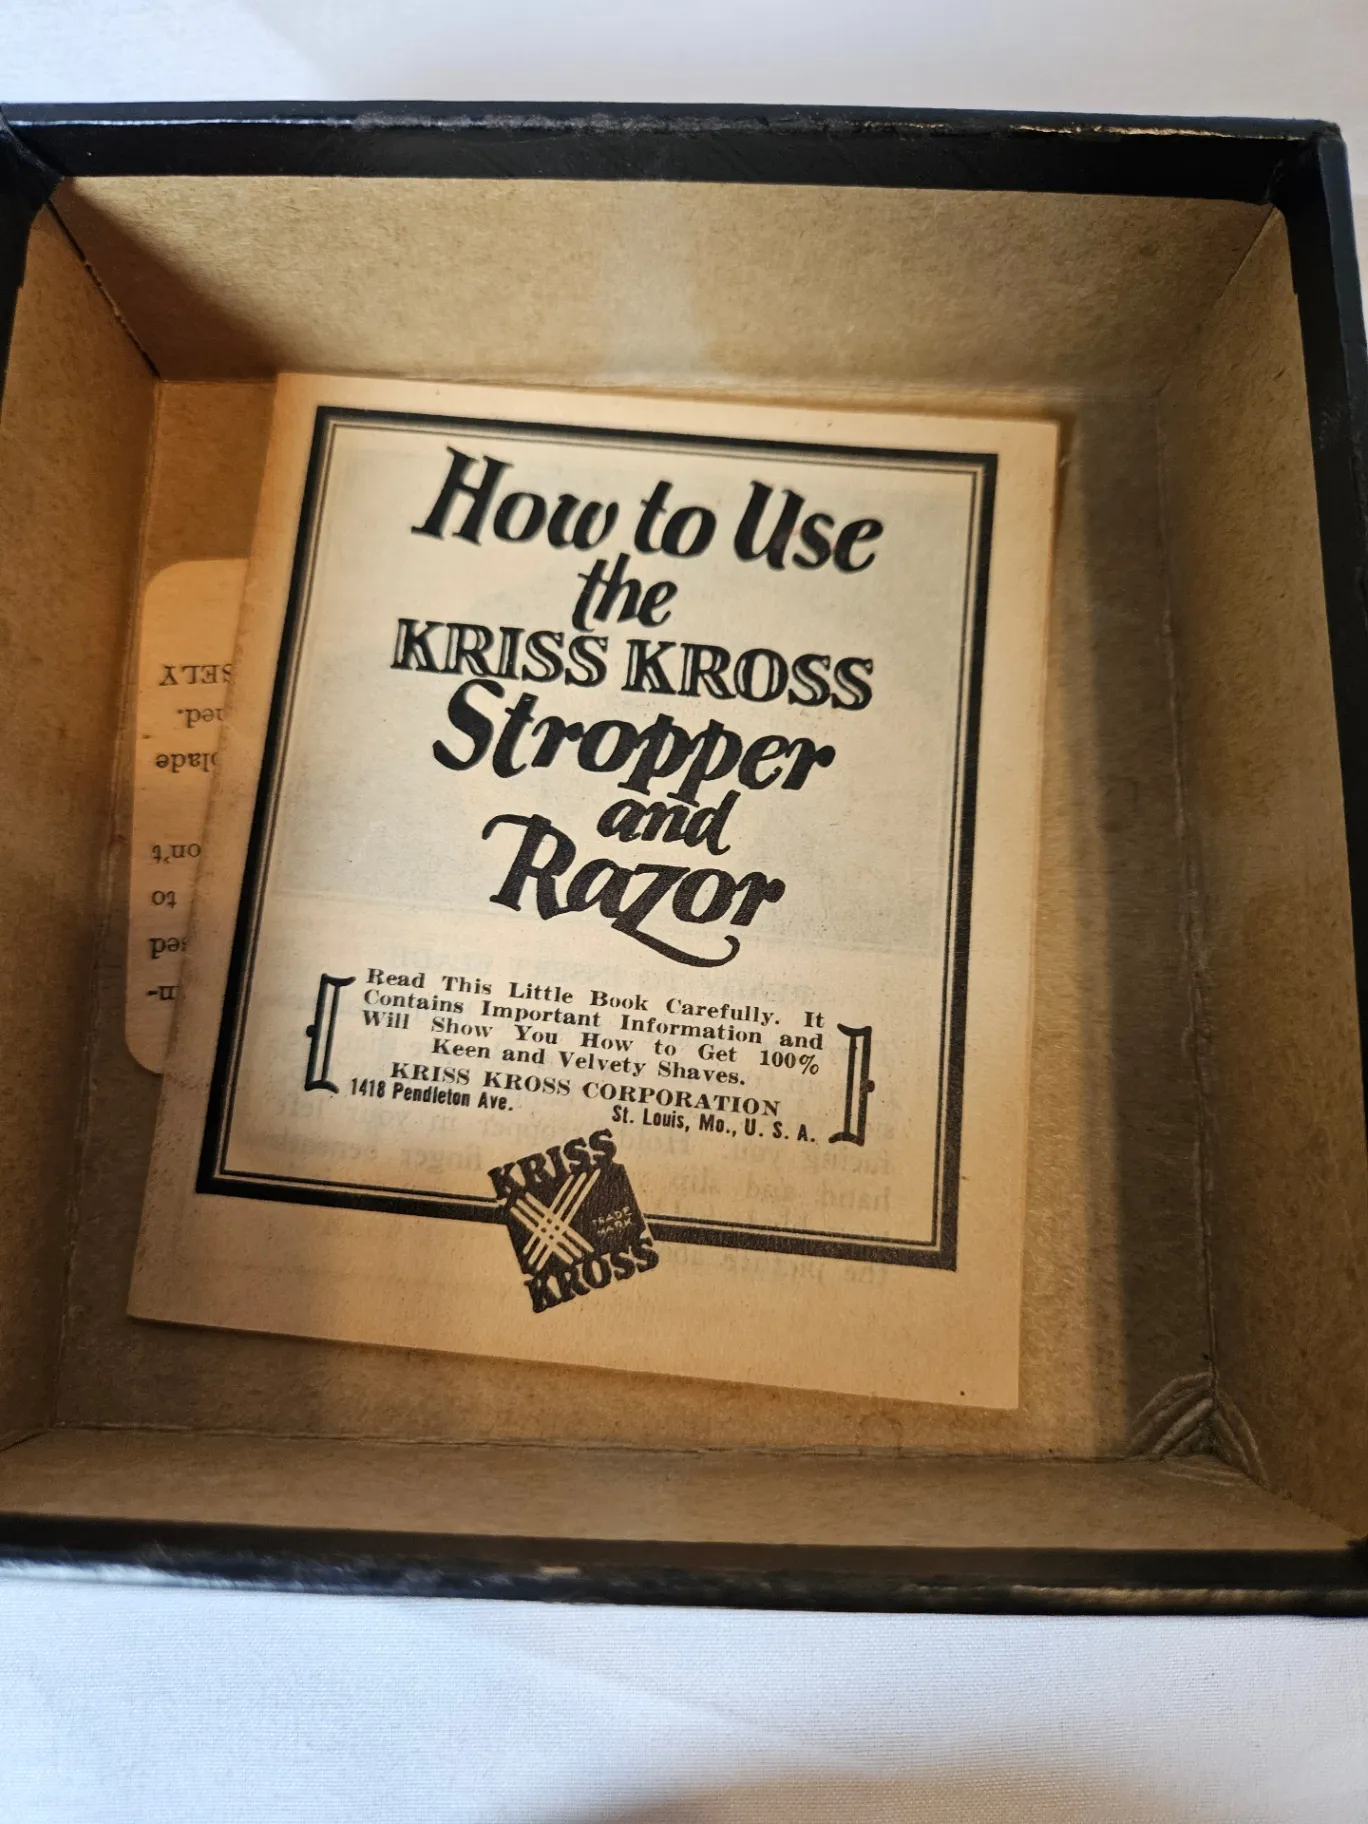 How to Use
the
KRISS KROSS
Stropper
and
Razor
Read This Little Book Carefully. It
Contains Important Information and
Will Show You How to Get 100%
Keen and Velvety Shaves.
KRISS KROSS CORPORATION
1418 Pendleton Ave.
St. Louis, Mo., U. S. A.
KRISS
TRADE
MARK
KROSS
to